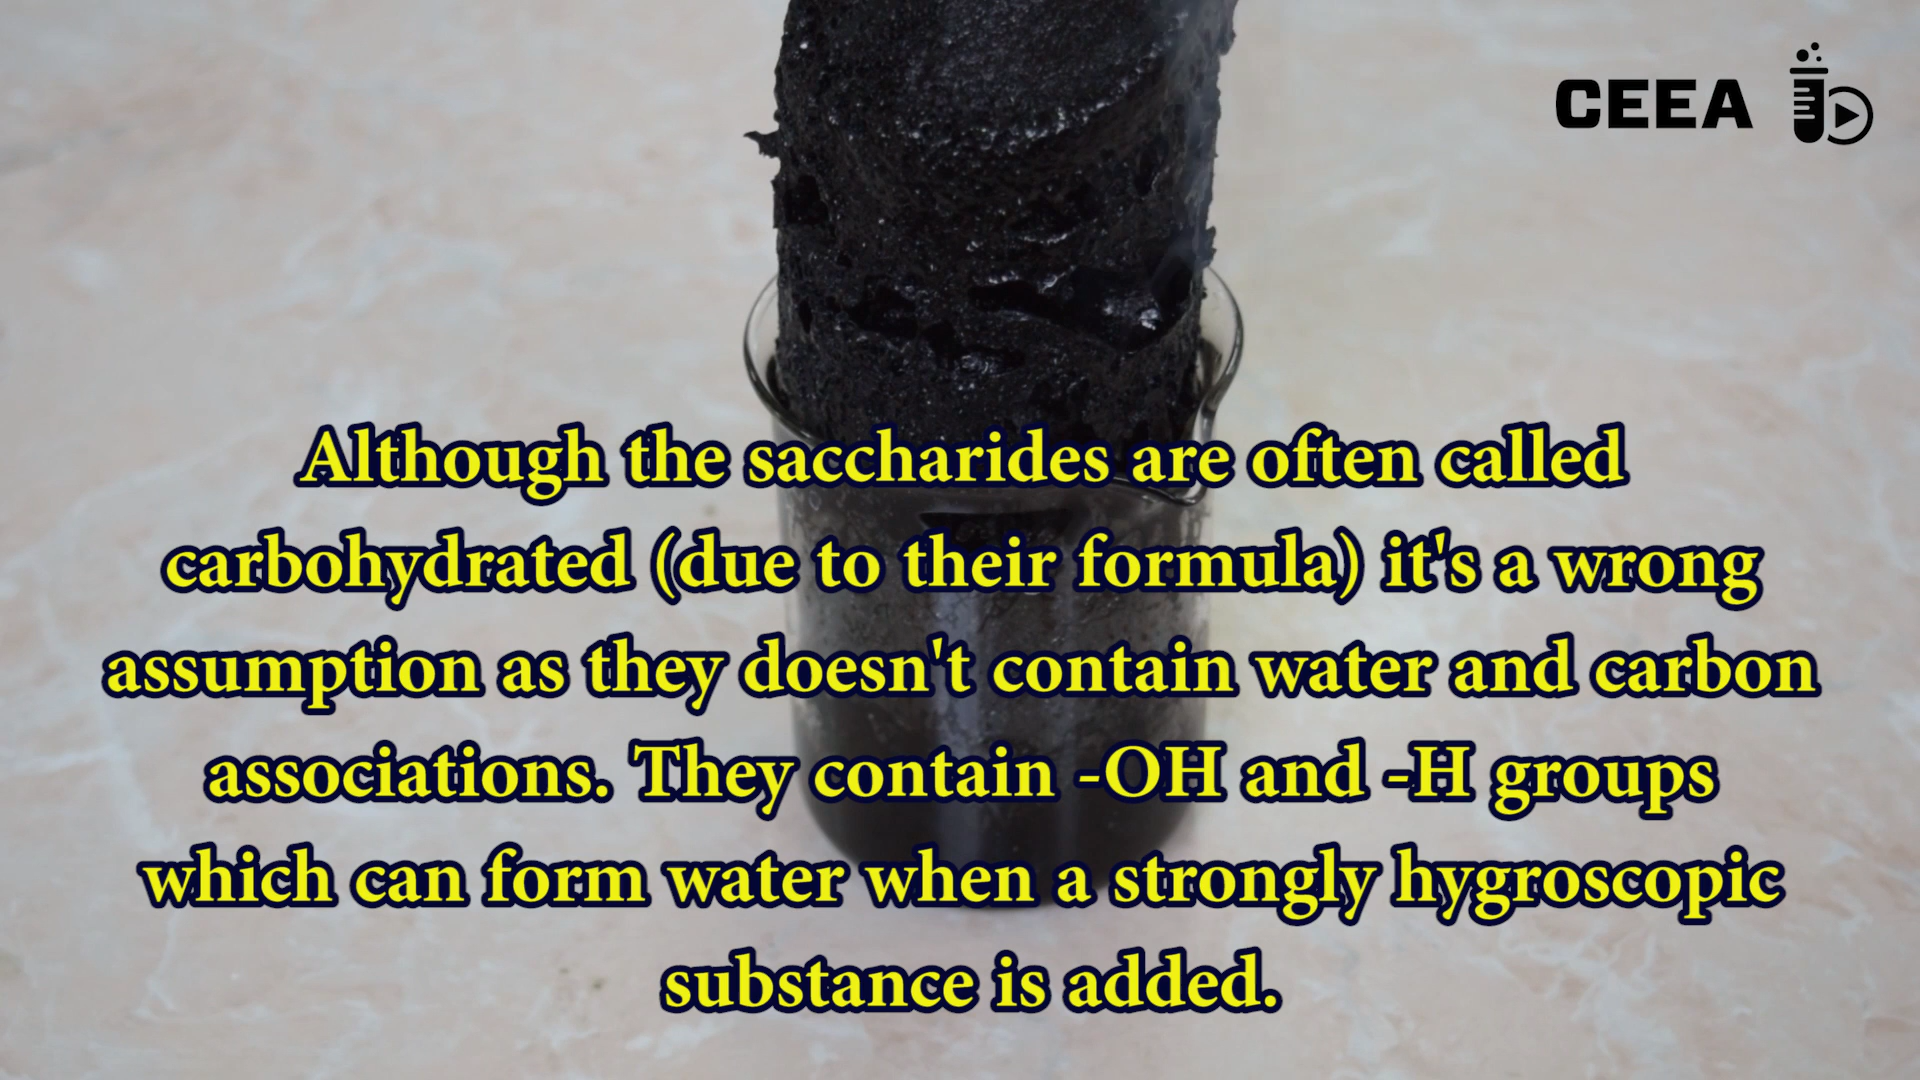 CEEA
Although the saccharides are often called
carbohydrated (due to their formula) it's a wrong
assumption as they doesn't contain water and carbon
associations. They contain -OH and -H groups
which can form water when a strongly hygroscopic
substance is added.